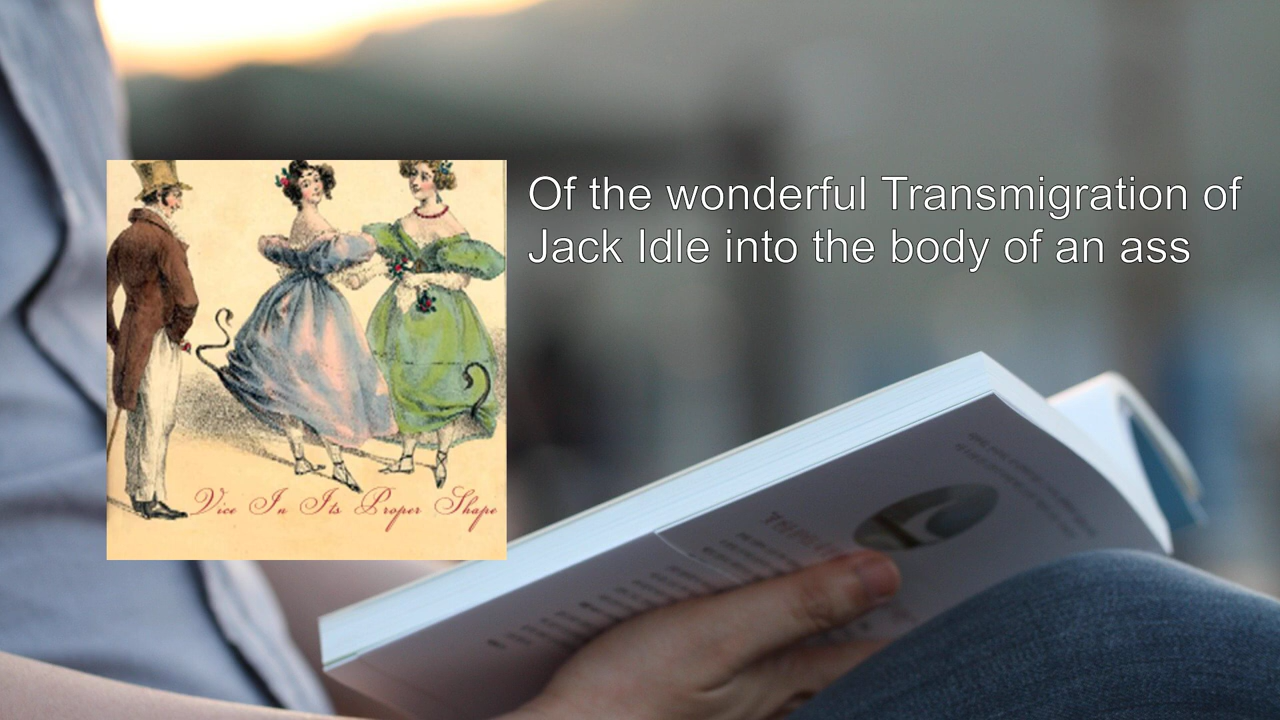 Of the wonderful Transmigration of
Jack Idle into the body of an ass
Vice In Its Proper Shape